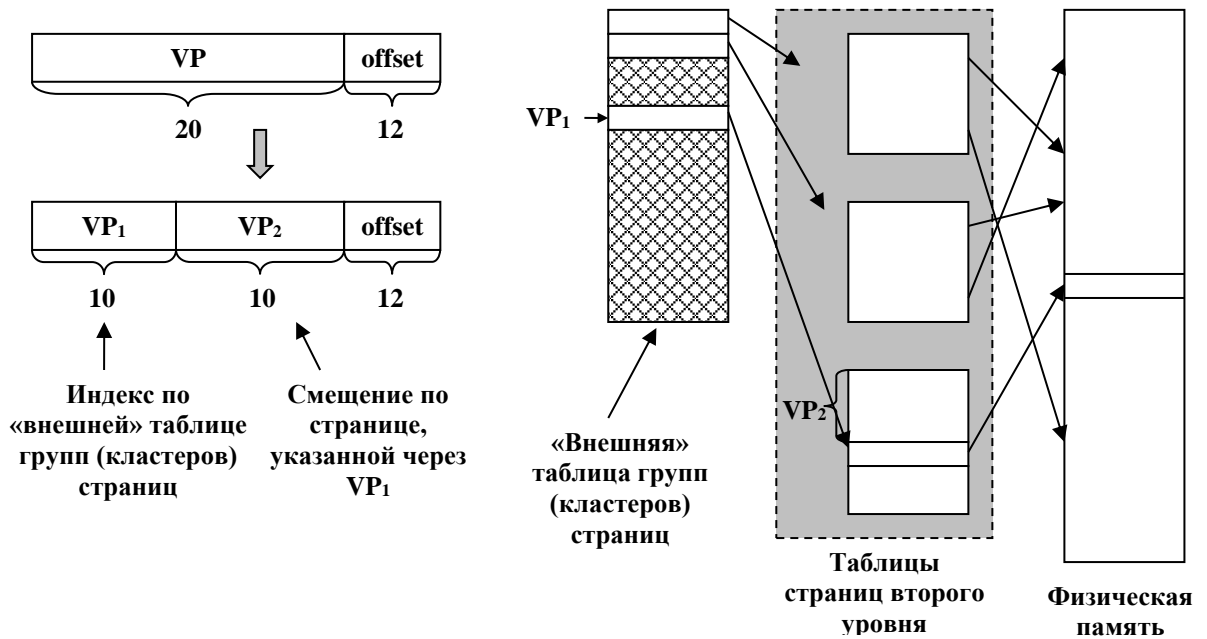 VP offset
20 12
VP₁ VP₂ offset
10 10 12
Индекс по
«внешней» таблице
групп (кластеров)
страниц
Смещение по
странице,
указанной через
VP₁
VP₁
«Внешняя»
таблица групп
(кластеров)
страниц
VP₂
Таблицы
страниц второго
уровня
Физическая
память